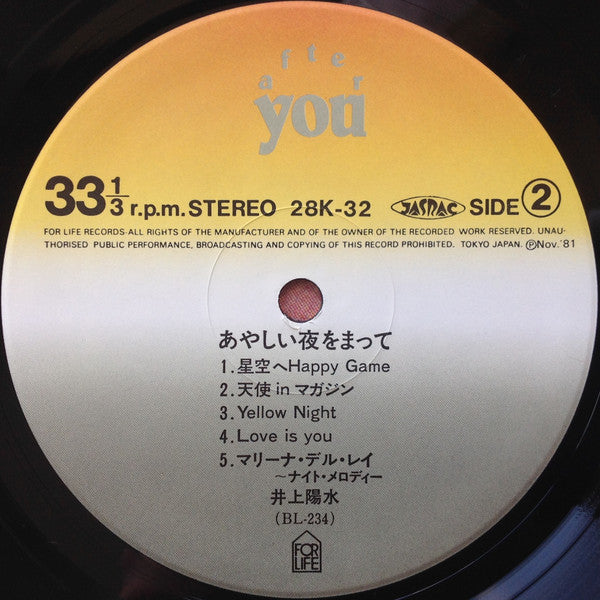 after
you
33 1/3 r.p.m. STEREO 28K-32 JASRAC SIDE 2
FOR LIFE RECORDS-ALL RIGHTS OF THE MANUFACTURER AND OF THE OWNER OF THE RECORDED WORK RESERVED. UNAU-
THORISED PUBLIC PERFORMANCE, BROADCASTING AND COPYING OF THIS RECORD PROHIBITED. TOKYO JAPAN. ℗Nov.'81
あやしい夜をまって
1.星空へHappy Game
2.天使 in マガジン
3.Yellow Night
4.Love is you
5.マリーナ・デル・レイ
〜ナイト・メロディー
井上陽水
(BL-234)
FOR
LIFE